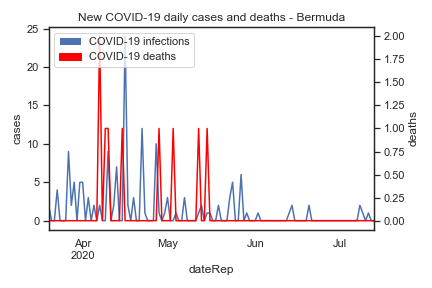 New COVID-19 daily cases and deaths - Bermuda
COVID-19 infections
COVID-19 deaths
cases
25
20
15
10
5
0
deaths
2.00
1.75
1.50
1.25
1.00
0.75
0.50
0.25
0.00
Apr
2020
May
Jun
Jul
dateRep